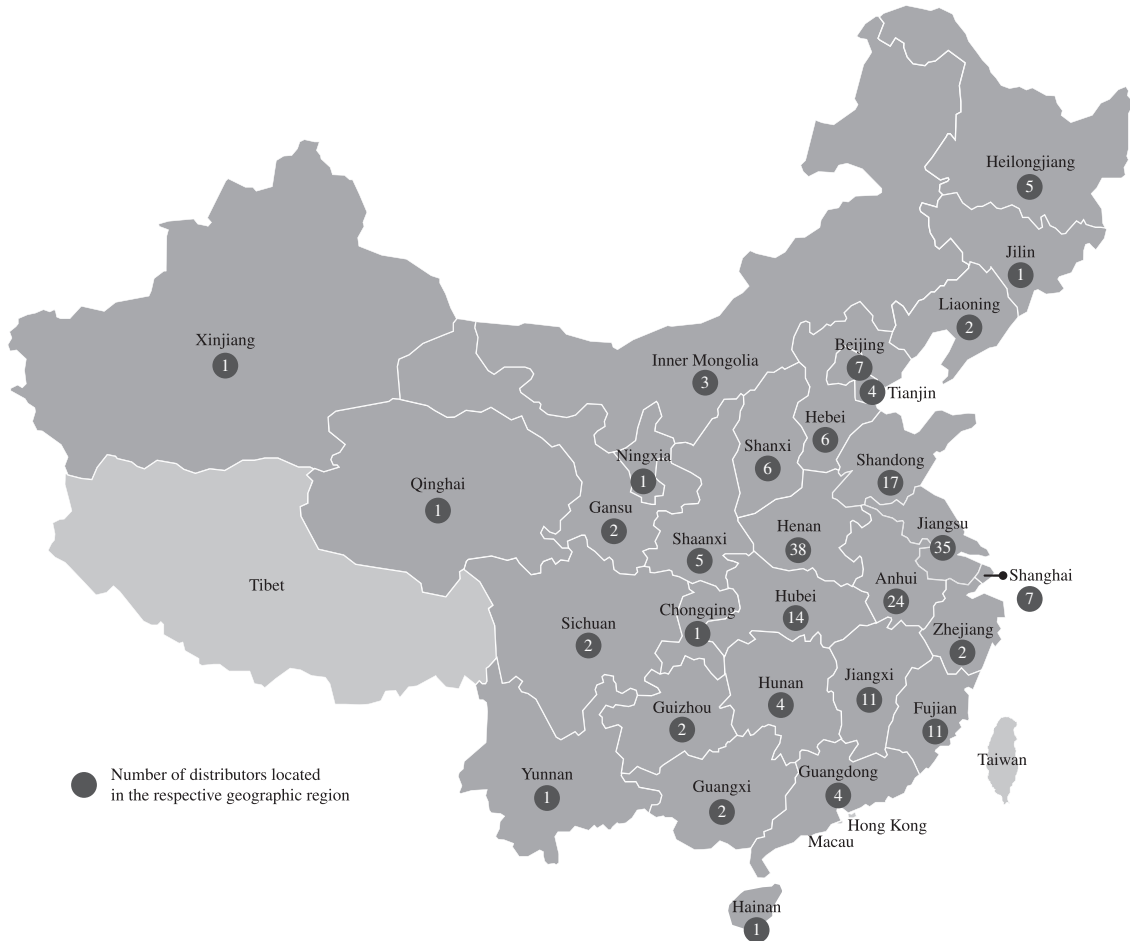 Heilongjiang
5
Jilin
1
Liaoning
2
Xinjiang
1
Beijing
7
Inner Mongolia
3
4 Tianjin
Hebei
6
Shanxi
6
Ningxia
1
Shandong
17
Qinghai
1
Gansu
2
Henan
38
Jiangsu
35
Shaanxi
5
Tibet
Anhui
24
Shanghai
7
Hubei
14
Chongqing
1
Sichuan
2
Zhejiang
2
Hunan
4
Jiangxi
11
Guizhou
2
Fujian
11
Taiwan
Number of distributors located
in the respective geographic region
Yunnan
1
Guangxi
2
Guangdong
4
Hong Kong
Macau
Hainan
1